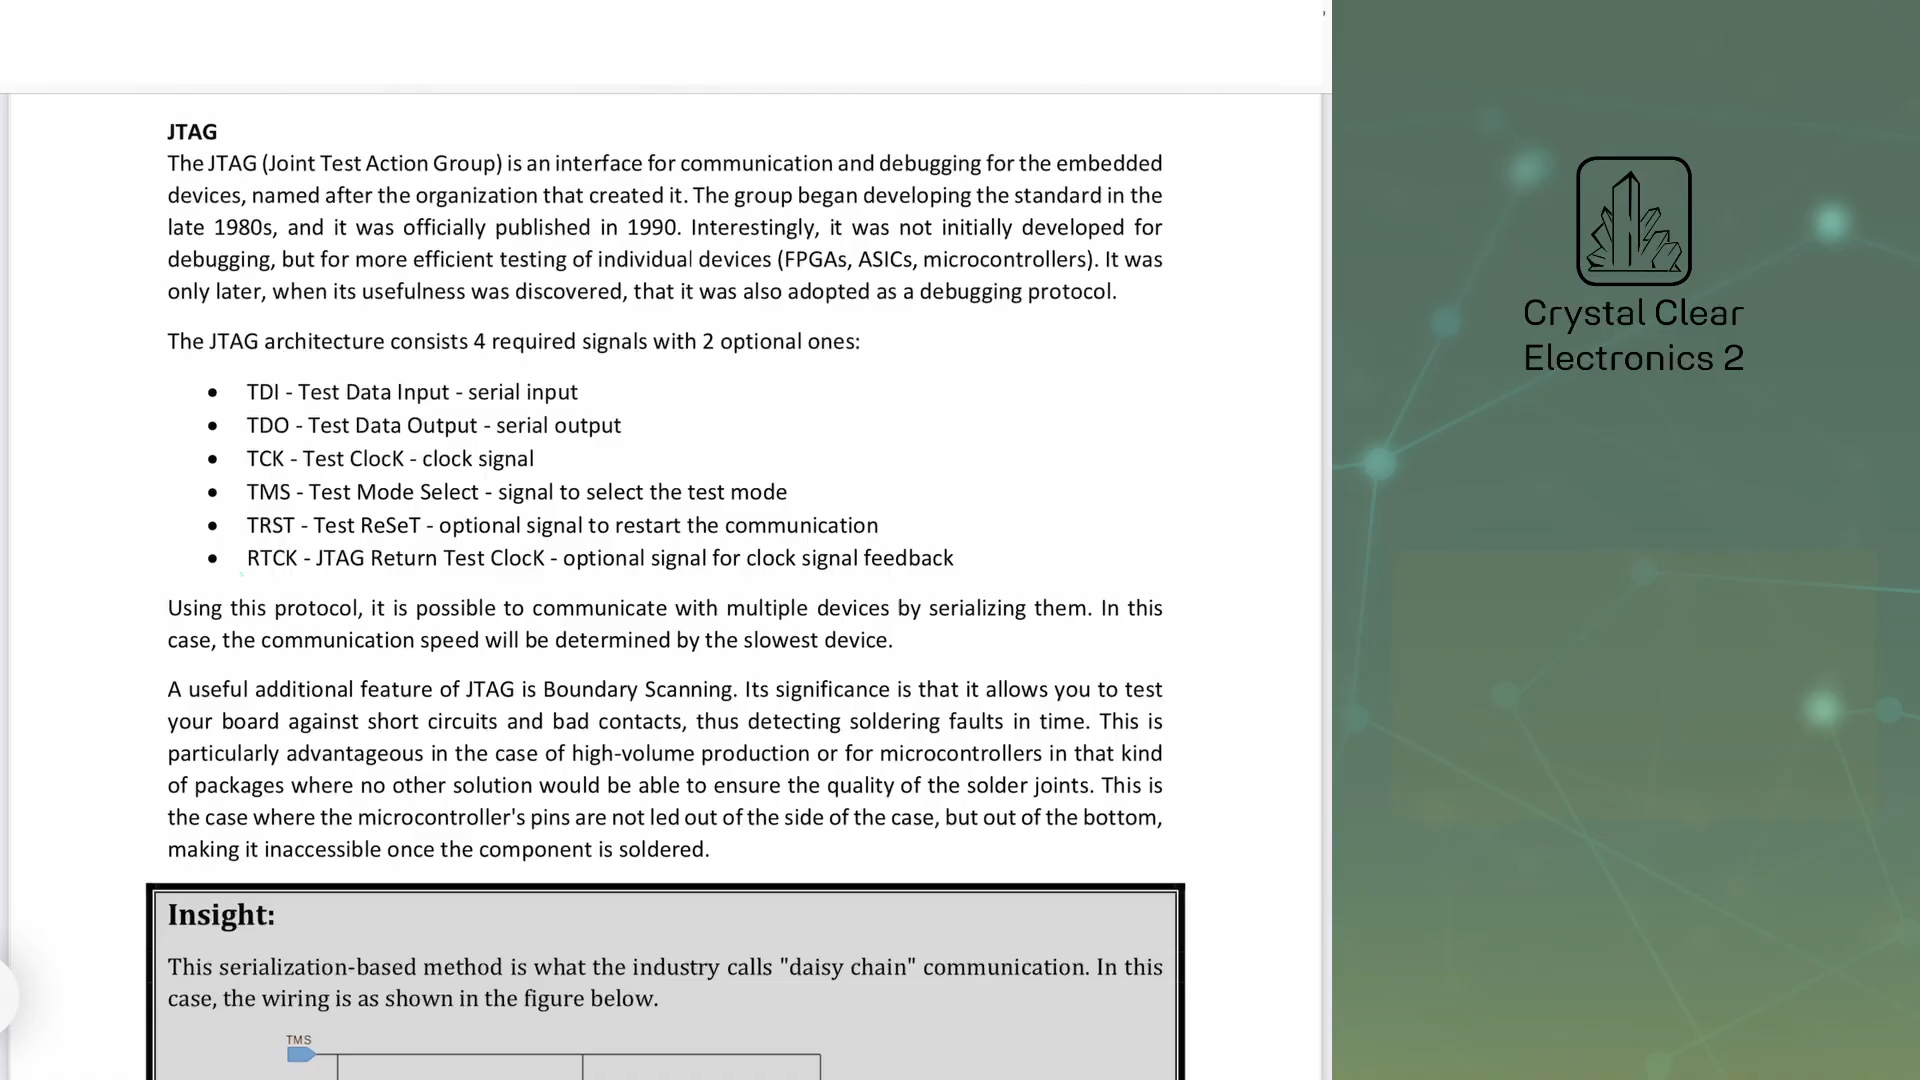 JTAG
The JTAG (Joint Test Action Group) is an interface for communication and debugging for the embedded
devices, named after the organization that created it. The group began developing the standard in the
late 1980s, and it was officially published in 1990. Interestingly, it was not initially developed for
debugging, but for more efficient testing of individual devices (FPGAs, ASICs, microcontrollers). It was
only later, when its usefulness was discovered, that it was also adopted as a debugging protocol.
The JTAG architecture consists 4 required signals with 2 optional ones:
• TDI - Test Data Input - serial input
• TDO - Test Data Output - serial output
• TCK - Test ClocK - clock signal
• TMS - Test Mode Select - signal to select the test mode
• TRST - Test ReSeT - optional signal to restart the communication
• RTCK - JTAG Return Test ClocK - optional signal for clock signal feedback
Using this protocol, it is possible to communicate with multiple devices by serializing them. In this
case, the communication speed will be determined by the slowest device.
A useful additional feature of JTAG is Boundary Scanning. Its significance is that it allows you to test
your board against short circuits and bad contacts, thus detecting soldering faults in time. This is
particularly advantageous in the case of high-volume production or for microcontrollers in that kind
of packages where no other solution would be able to ensure the quality of the solder joints. This is
the case where the microcontroller's pins are not led out of the side of the case, but out of the bottom,
making it inaccessible once the component is soldered.
Insight:
This serialization-based method is what the industry calls "daisy chain" communication. In this
case, the wiring is as shown in the figure below.
TMS
Crystal Clear
Electronics 2